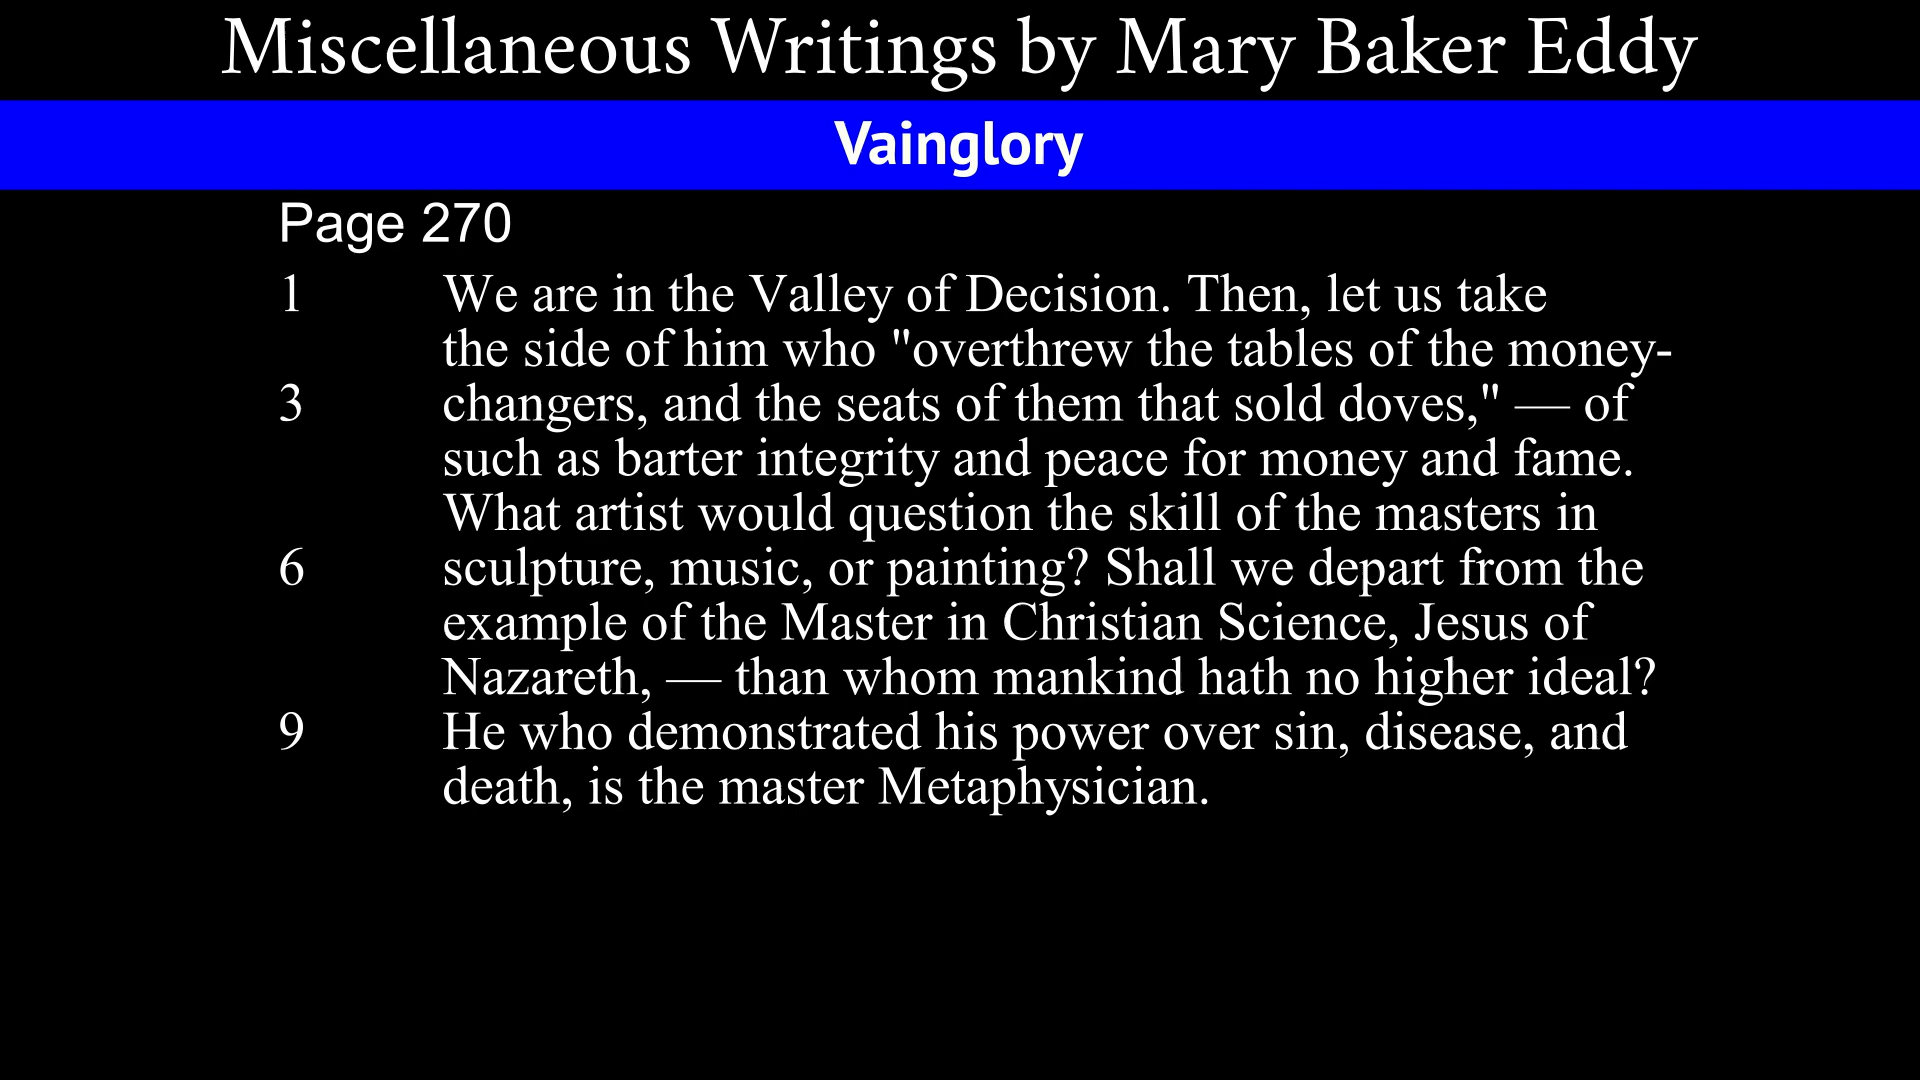 Miscellaneous Writings by Mary Baker Eddy
Vainglory
Page 270
1 We are in the Valley of Decision. Then, let us take
the side of him who "overthrew the tables of the money-
3 changers, and the seats of them that sold doves," — of
such as barter integrity and peace for money and fame.
What artist would question the skill of the masters in
6 sculpture, music, or painting? Shall we depart from the
example of the Master in Christian Science, Jesus of
Nazareth, — than whom mankind hath no higher ideal?
9 He who demonstrated his power over sin, disease, and
death, is the master Metaphysician.